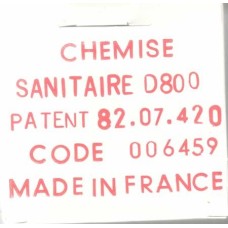 CHEMISE
SANITAIRE D800
PATENT 82.07.420
CODE 006459
MADE IN FRANCE